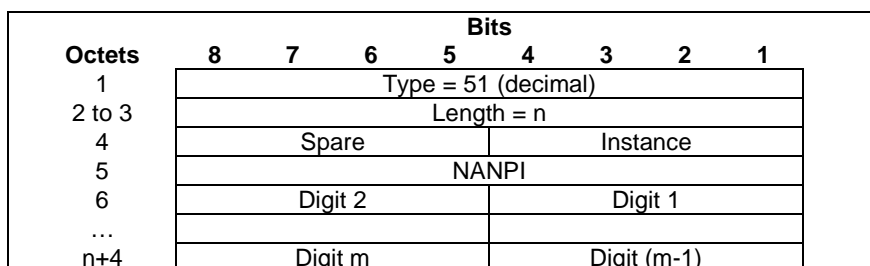 Bits
Octets 8 7 6 5 4 3 2 1
1 Type = 51 (decimal)
2 to 3 Length = n
4 Spare Instance
5 NANPI
6 Digit 2 Digit 1
…
n+4 Digit m Digit (m-1)